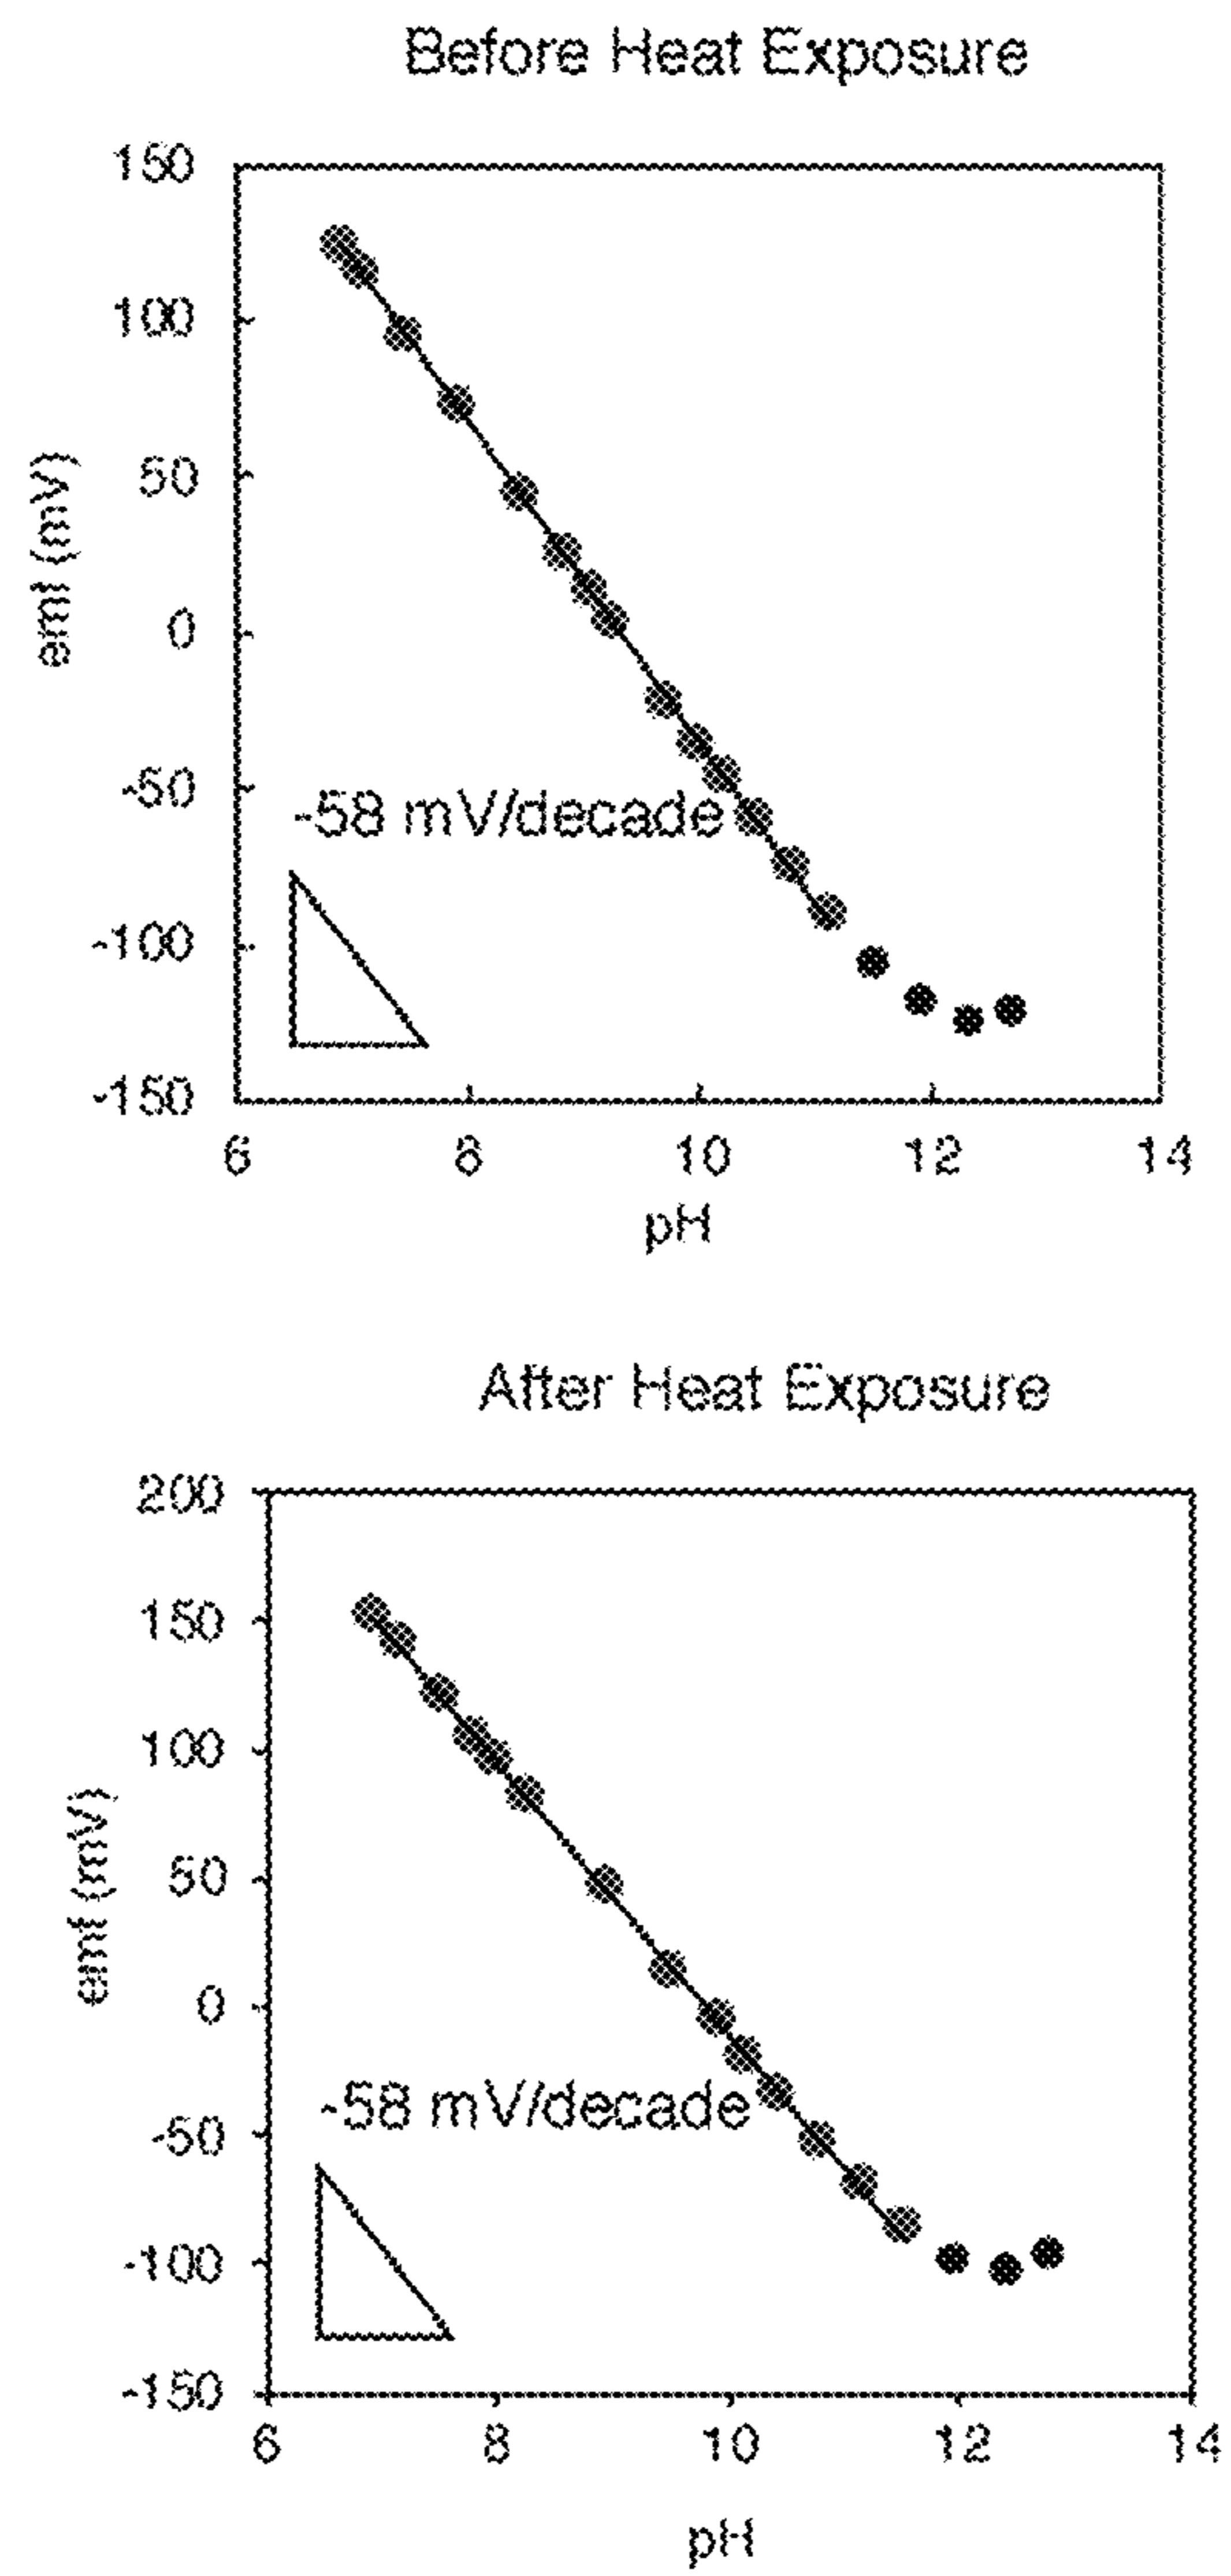 Before Heat Exposure
150
100
50
0
-50
-100
-150
emf (mV)
-58 mV/decade
6 8 10 12 14
pH
After Heat Exposure
200
150
100
50
0
-50
-100
-150
emf (mV)
-58 mV/decade
6 8 10 12 14
pH